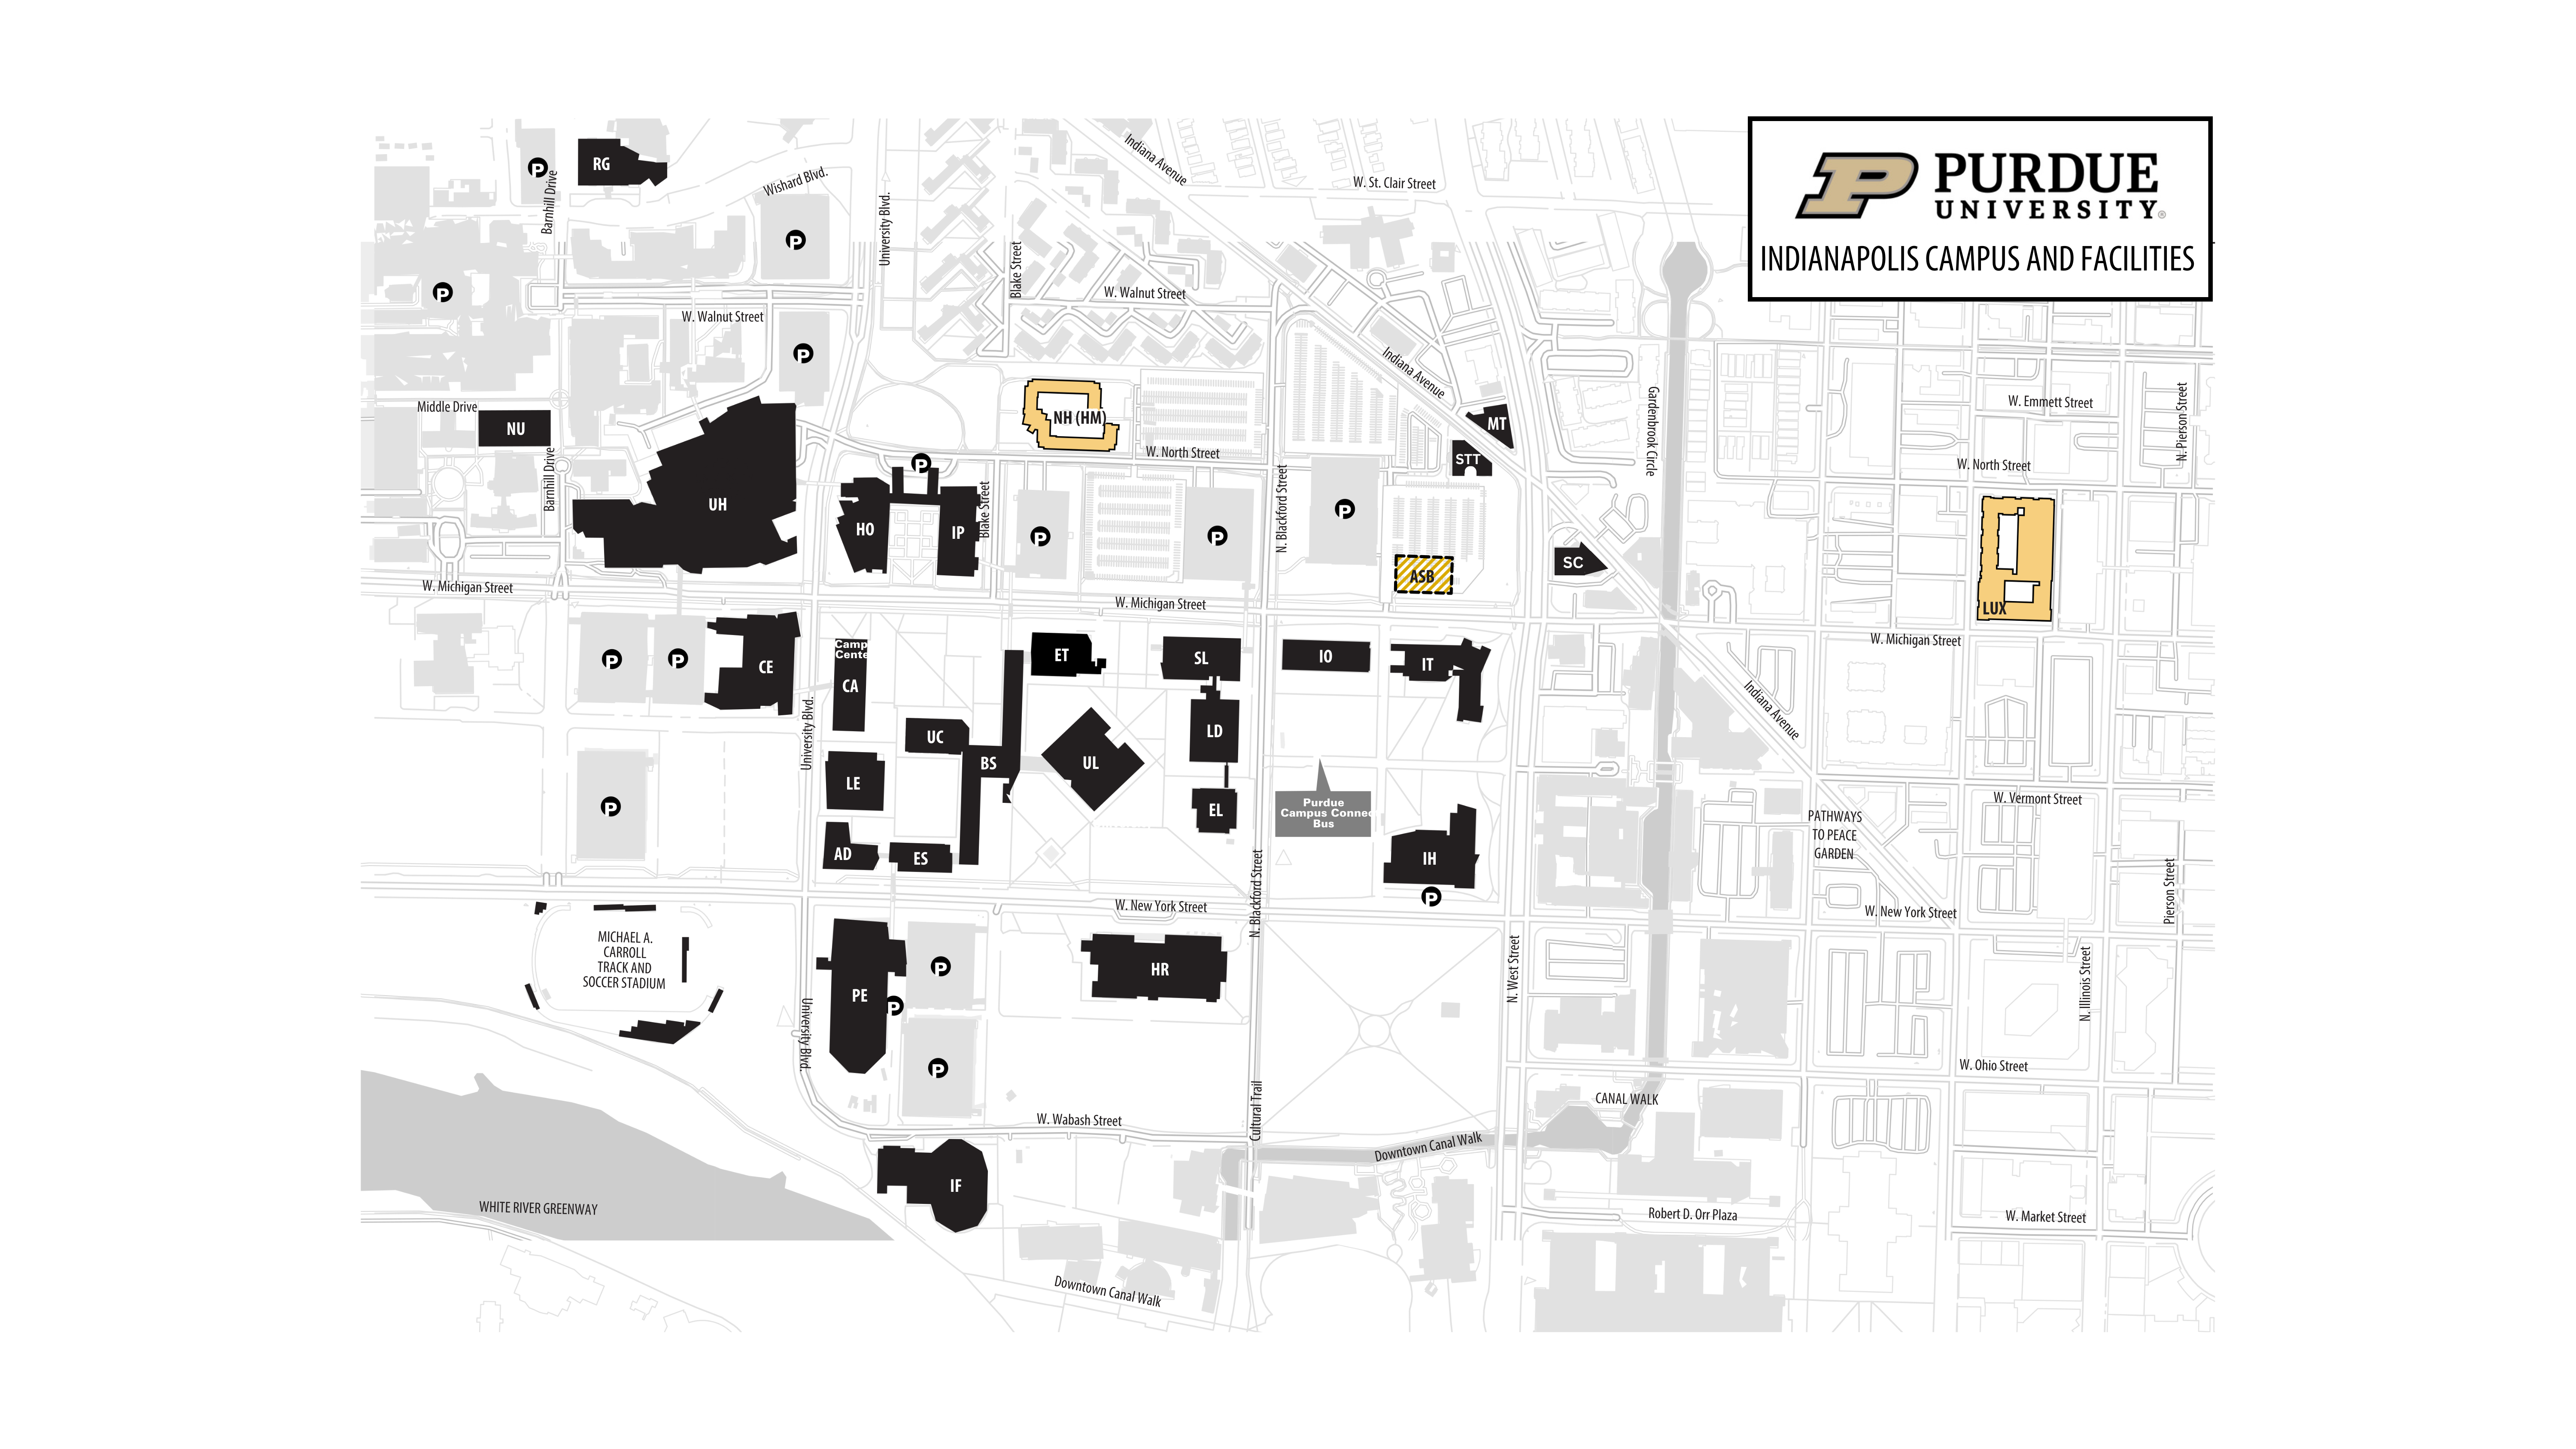 PURDUE
UNIVERSITY®
INDIANAPOLIS CAMPUS AND FACILITIES
Indiana Avenue
P
RG
Barnhill Drive
Wishard Blvd.
W. St. Clair Street
University Blvd.
P
Blake Street
P
W. Walnut Street
W. Walnut Street
P
Indiana Avenue
Gardenbrook Circle
W. Emmett Street
N. Pierson Street
Middle Drive
NU
NH (HM)
MT
W. North Street
STT
W. North Street
P
Barnhill Drive
UH
HO
IP
Blake Street
P
P
N. Blackford Street
P
SC
ASB
LUX
W. Michigan Street
W. Michigan Street
W. Michigan Street
P
P
CE
Camp
Cente
CA
ET
SL
IO
IT
Indiana Avenue
University Blvd.
UC
BS
UL
LD
LE
P
EL
Purdue
Campus Connec
Bus
W. Vermont Street
PATHWAYS
TO PEACE
GARDEN
AD
ES
IH
P
N. Blackford Street
Pierson Street
W. New York Street
W. New York Street
MICHAEL A.
CARROLL
TRACK AND
SOCCER STADIUM
PE
P
P
HR
N. West Street
N. Illinois Street
University Blvd.
P
W. Ohio Street
CANAL WALK
W. Wabash Street
Cultural Trail
Downtown Canal Walk
IF
WHITE RIVER GREENWAY
Robert D. Orr Plaza
W. Market Street
Downtown Canal Walk